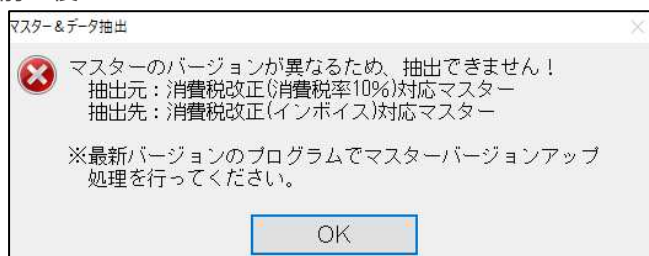 マスター&データ抽出
マスターのバージョンが異なるため、抽出できません！
抽出元：消費税改正(消費税率10%)対応マスター
抽出先：消費税改正(インボイス)対応マスター
※最新バージョンのプログラムでマスターバージョンアップ
処理を行ってください。
OK